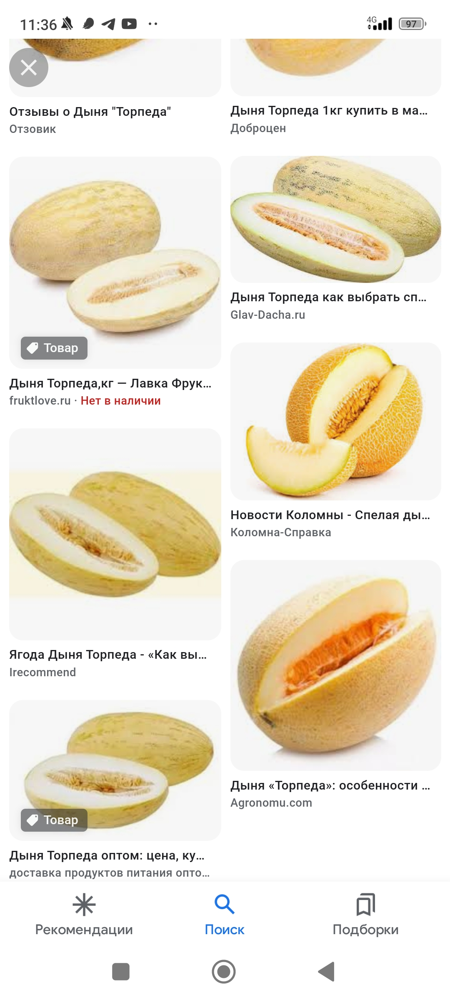 11:36
4G
97
Отзывы о Дыня "Торпеда"
Отзовик
Дыня Торпеда 1кг купить в ма...
Доброцен
Товар
Дыня Торпеда,кг — Лавка Фрук...
fruktlove.ru · Нет в наличии
Дыня Торпеда как выбрать сп...
Glav-Dacha.ru
Новости Коломны - Спелая ды...
Коломна-Справка
Ягода Дыня Торпеда - «Как вы...
Irecommend
Дыня «Торпеда»: особенности ...
Agronomu.com
Товар
Дыня Торпеда оптом: цена, ку...
доставка продуктов питания опто...
Рекомендации
Поиск
Подборки